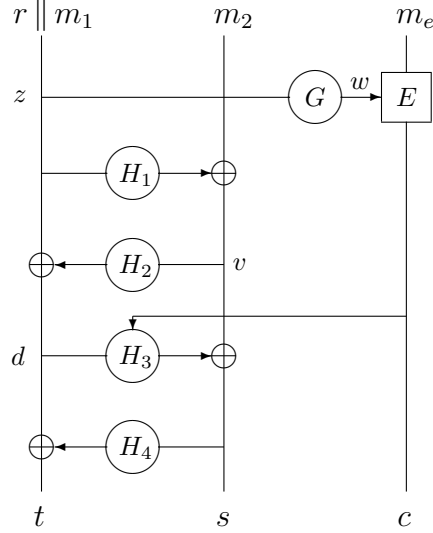 r ∥ m₁ m₂ mₑ
z G w E
H₁
H₂ v
d H₃
H₄
t s c